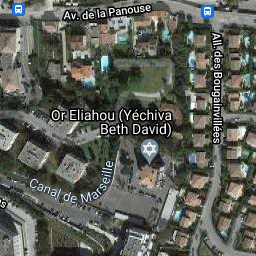 Av. de la Panouse
All. des Bougainvillées
Or Eliahou (Yéchiva
Beth David)
Canal de Marseille